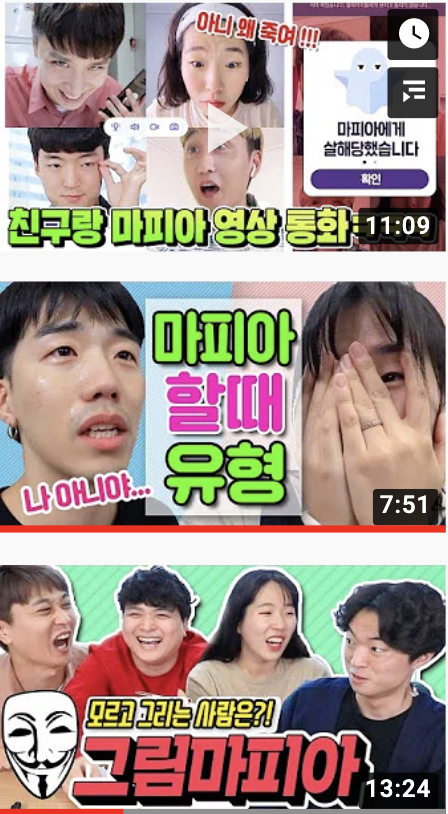 아니 왜 죽여 !!!
마피아에게
살해당했습니다
확인
친구랑 마피아 영상 통화
11:09
마피아
할때
유형
나 아니야...
7:51
모르고 그리는 사람은?!
그림마피아
13:24